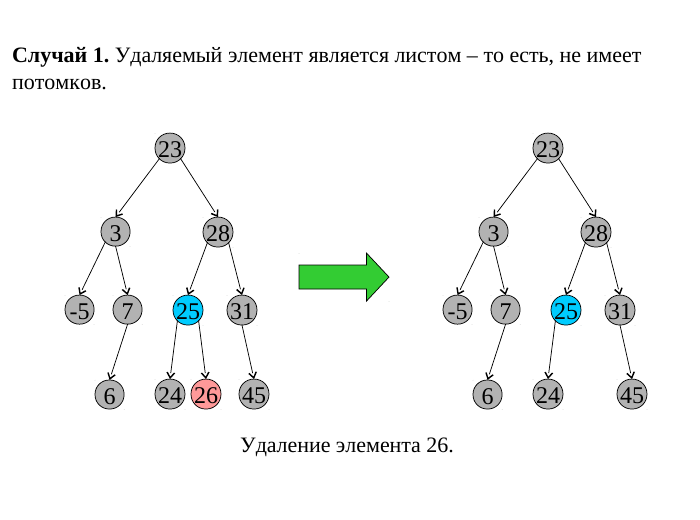 Случай 1. Удаляемый элемент является листом – то есть, не имеет
потомков.
23 23
3 28 3 28
-5 7 25 31 -5 7 25 31
6 24 26 45 6 24 45
Удаление элемента 26.